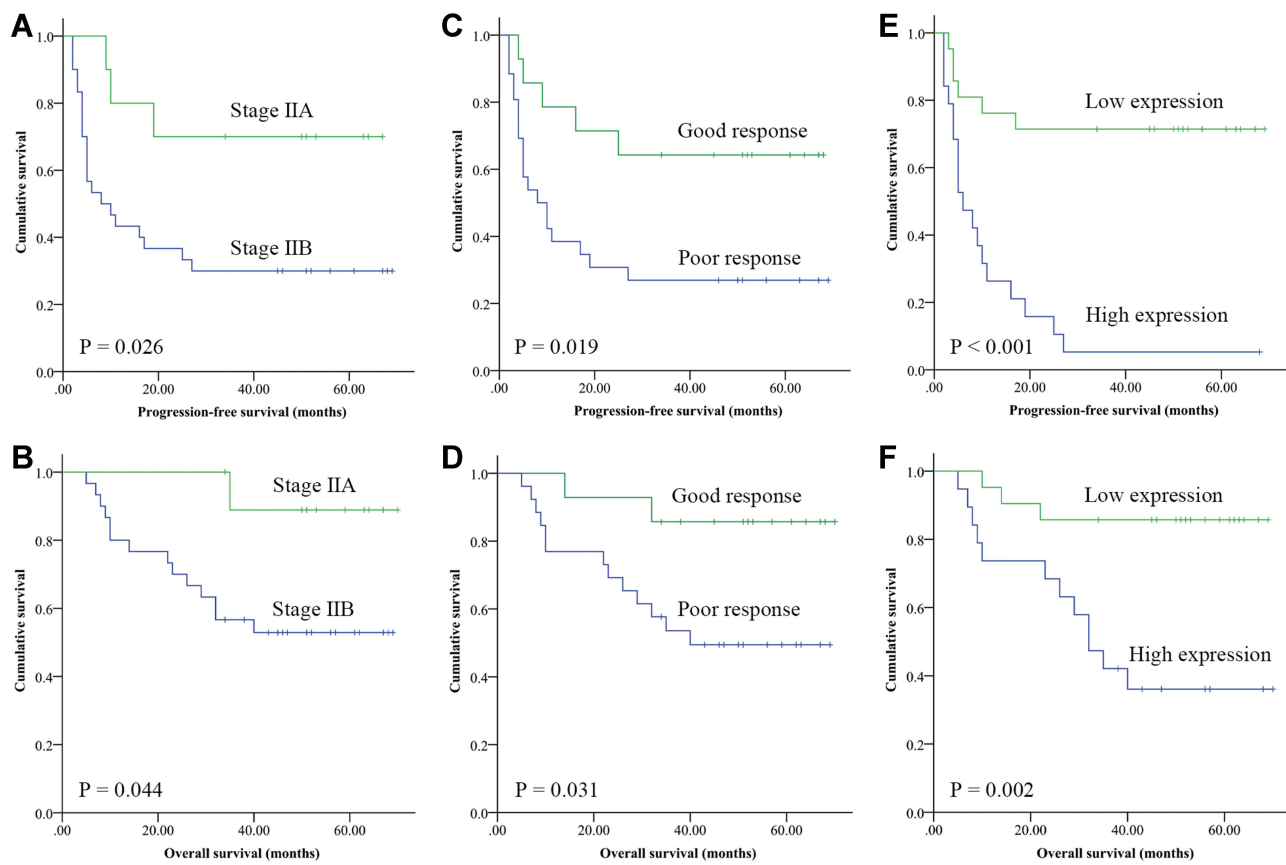 A
1.0
0.8
0.6
0.4
0.2
0.0
Cumulative survival
Stage IIA
Stage IIB
P = 0.026
.00 20.00 40.00 60.00
Progression-free survival (months)
C
1.0
0.8
0.6
0.4
0.2
0.0
Cumulative survival
Good response
Poor response
P = 0.019
.00 20.00 40.00 60.00
Progression-free survival (months)
E
1.0
0.8
0.6
0.4
0.2
0.0
Cumulative survival
Low expression
High expression
P < 0.001
.00 20.00 40.00 60.00
Progression-free survival (months)
B
1.0
0.8
0.6
0.4
0.2
0.0
Cumulative survival
Stage IIA
Stage IIB
P = 0.044
.00 20.00 40.00 60.00
Overall survival (months)
D
1.0
0.8
0.6
0.4
0.2
0.0
Cumulative survival
Good response
Poor response
P = 0.031
.00 20.00 40.00 60.00
Overall survival (months)
F
1.0
0.8
0.6
0.4
0.2
0.0
Cumulative survival
Low expression
High expression
P = 0.002
.00 20.00 40.00 60.00
Overall survival (months)